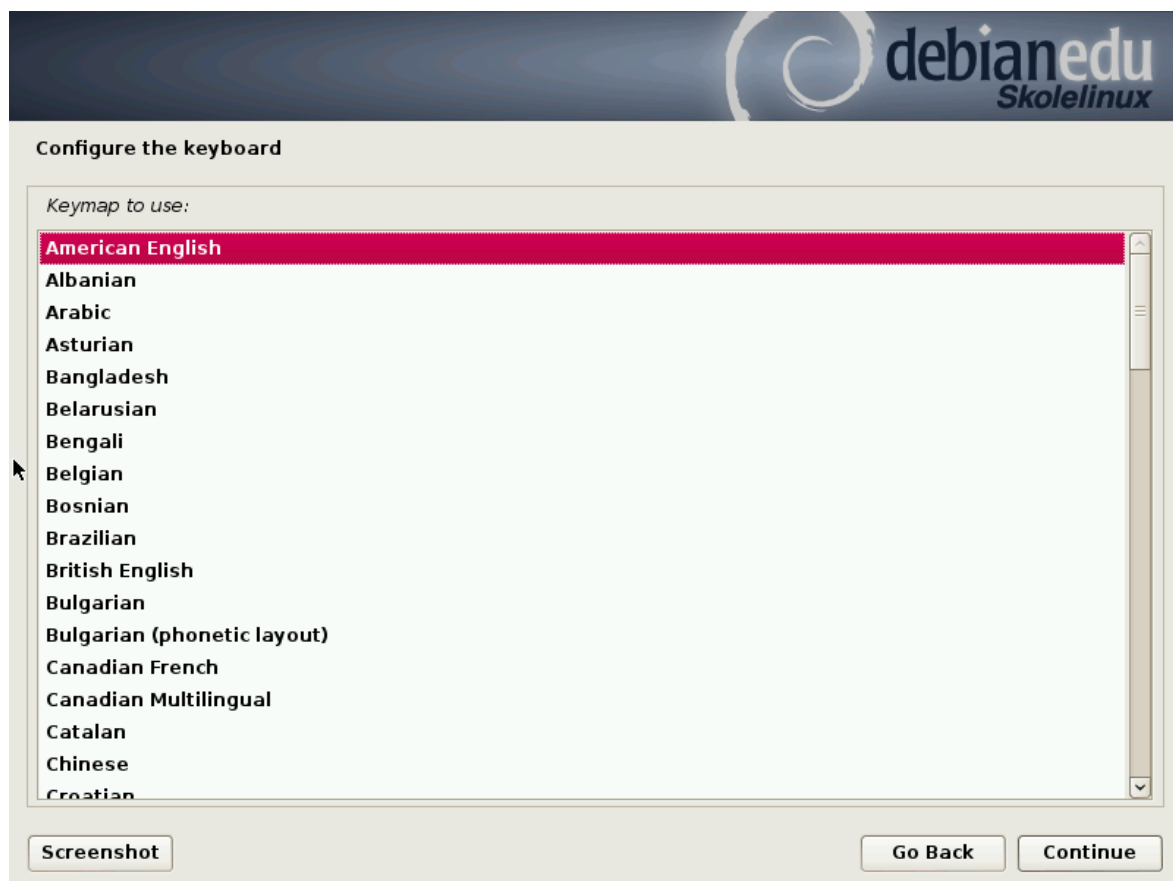 debianedu
Skolelinux
Configure the keyboard
Keymap to use:
American English
Albanian
Arabic
Asturian
Bangladesh
Belarusian
Bengali
Belgian
Bosnian
Brazilian
British English
Bulgarian
Bulgarian (phonetic layout)
Canadian French
Canadian Multilingual
Catalan
Chinese
Croatian
Screenshot Go Back Continue